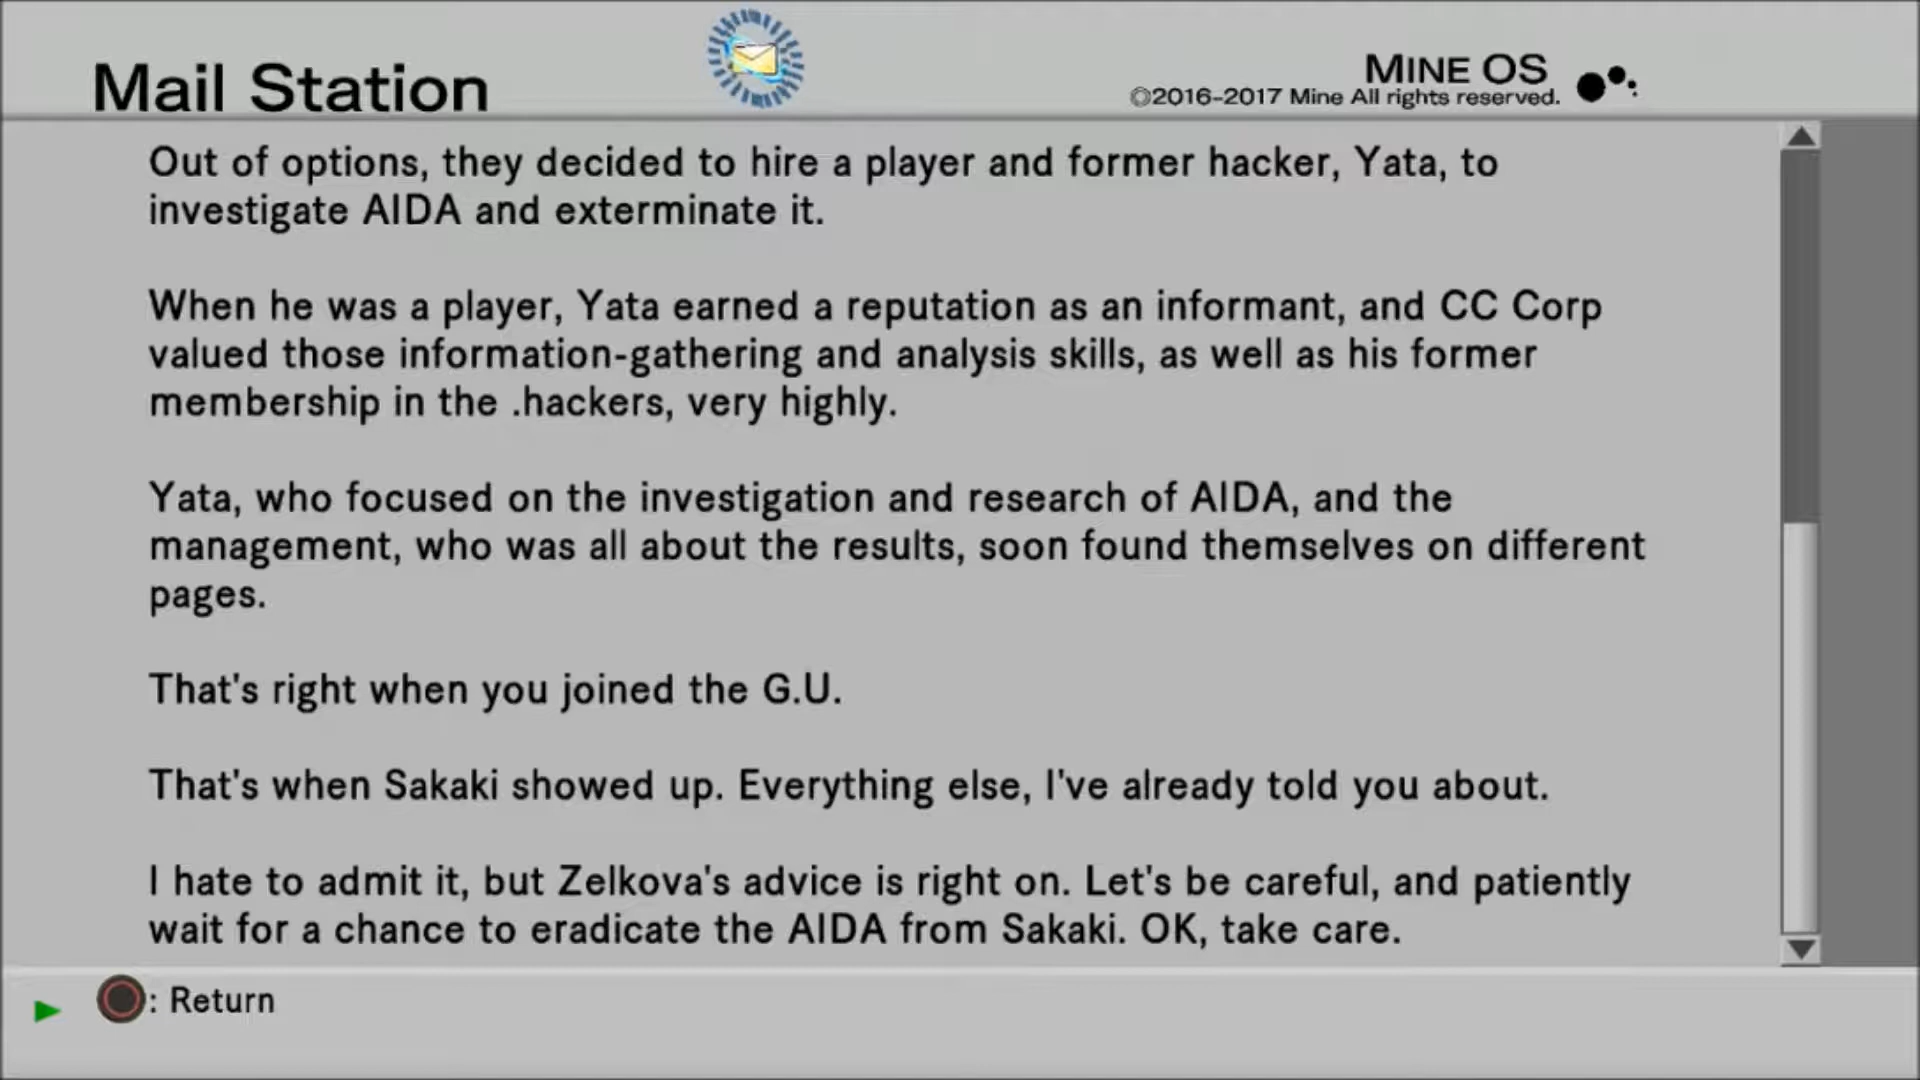 Mail Station
MINE OS
©2016-2017 Mine All rights reserved.
Out of options, they decided to hire a player and former hacker, Yata, to
investigate AIDA and exterminate it.
When he was a player, Yata earned a reputation as an informant, and CC Corp
valued those information-gathering and analysis skills, as well as his former
membership in the .hackers, very highly.
Yata, who focused on the investigation and research of AIDA, and the
management, who was all about the results, soon found themselves on different
pages.
That's right when you joined the G.U.
That's when Sakaki showed up. Everything else, I've already told you about.
I hate to admit it, but Zelkova's advice is right on. Let's be careful, and patiently
wait for a chance to eradicate the AIDA from Sakaki. OK, take care.
: Return